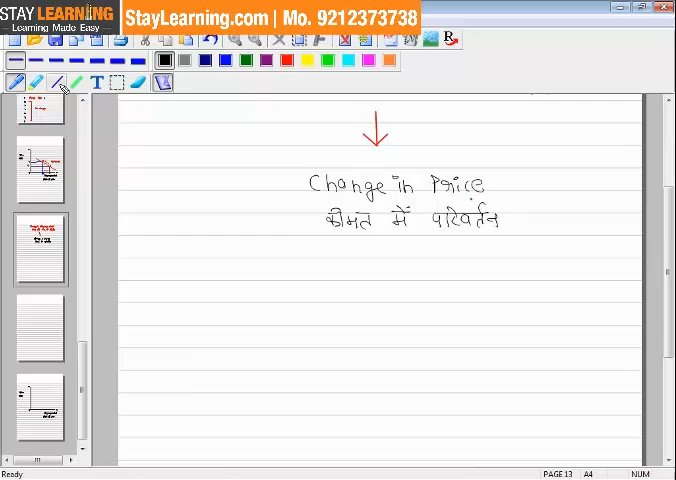 STAY LEARNING
Learning Made Easy
StayLearning.com | Mo. 9212373738
T
R
Change in Price
कीमत में परिवर्तन
Ready
PAGE 13
A4
NUM